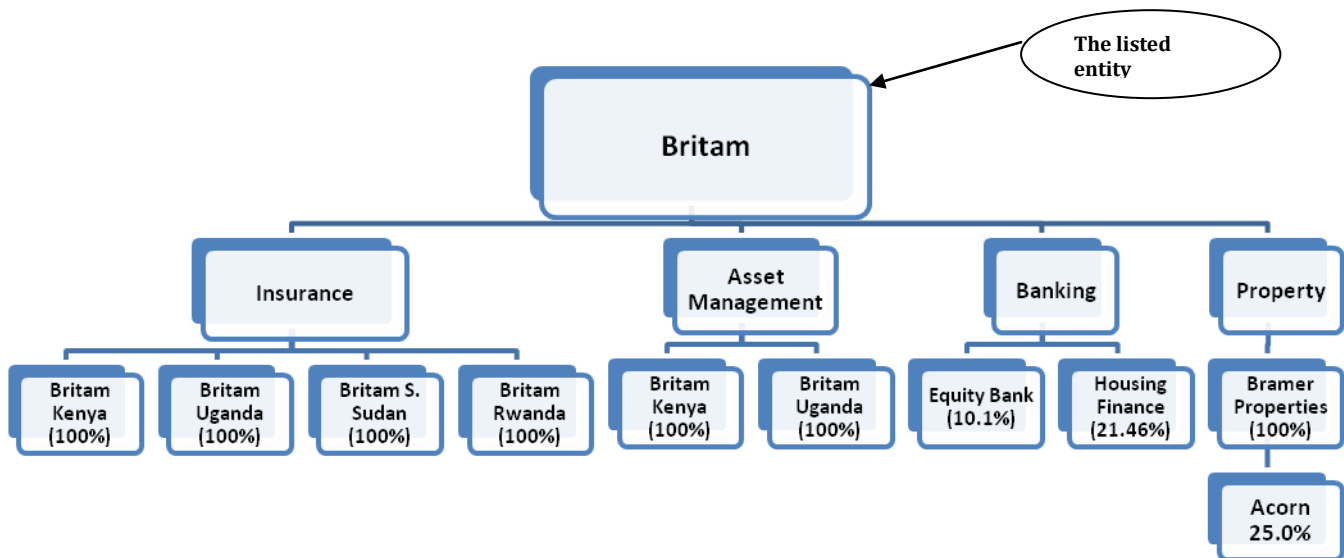 The listed
entity
Britam
Insurance
Asset
Management
Banking
Property
Britam
Kenya
(100%)
Britam
Uganda
(100%)
Britam S.
Sudan
(100%)
Britam
Rwanda
(100%)
Britam
Kenya
(100%)
Britam
Uganda
(100%)
Equity Bank
(10.1%)
Housing
Finance
(21.46%)
Bramer
Properties
(100%)
Acorn
25.0%